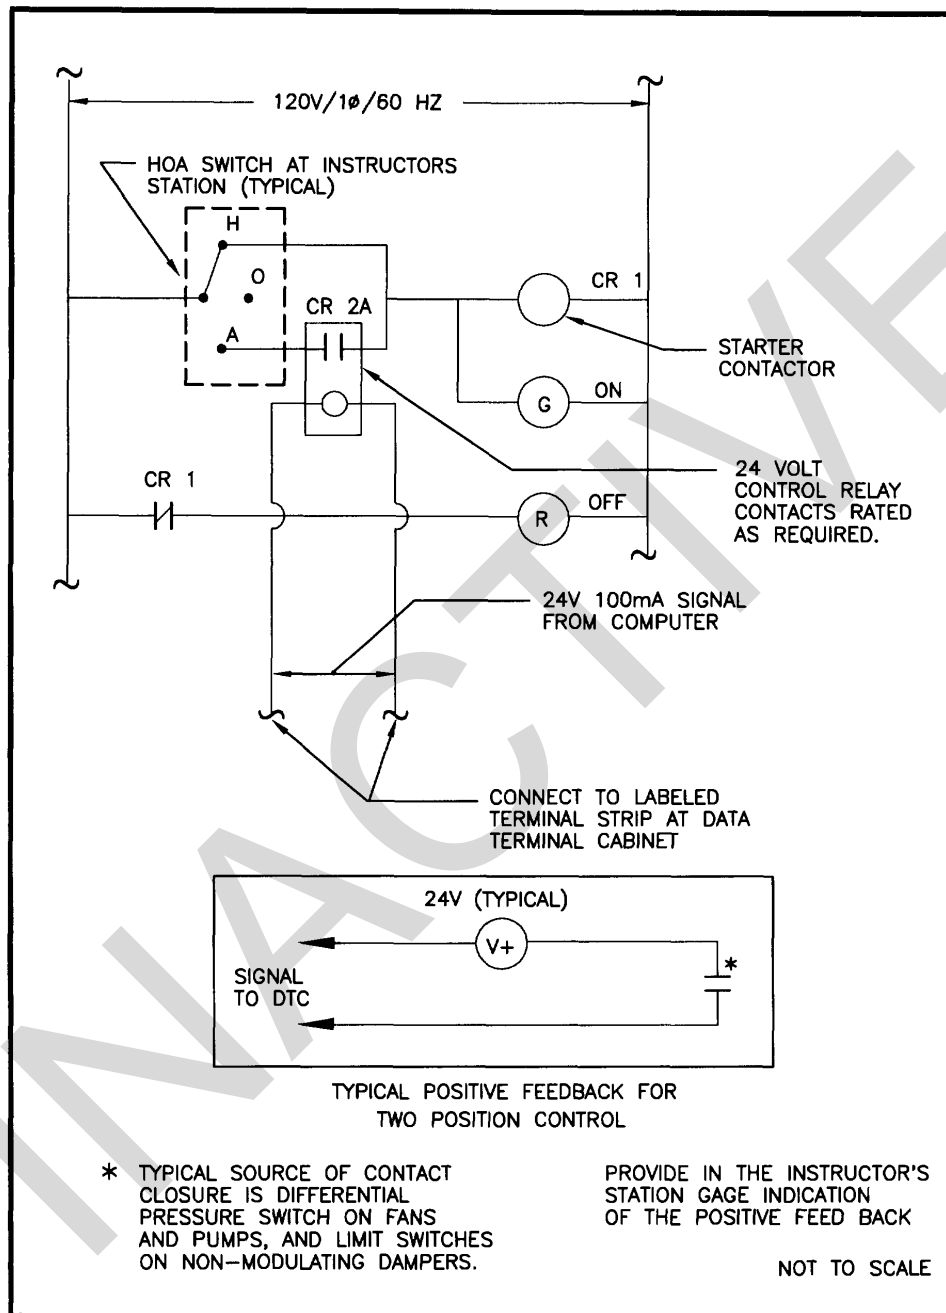 120V/1ø/60 HZ
HOA SWITCH AT INSTRUCTORS
STATION (TYPICAL)
H
O
A
CR 2A
CR 1
STARTER
CONTACTOR
G
ON
24 VOLT
CONTROL RELAY
CONTACTS RATED
AS REQUIRED.
CR 1
R
OFF
24V 100mA SIGNAL
FROM COMPUTER
CONNECT TO LABELED
TERMINAL STRIP AT DATA
TERMINAL CABINET
24V (TYPICAL)
V+
*
SIGNAL
TO DTC
TYPICAL POSITIVE FEEDBACK FOR
TWO POSITION CONTROL
* TYPICAL SOURCE OF CONTACT
CLOSURE IS DIFFERENTIAL
PRESSURE SWITCH ON FANS
AND PUMPS, AND LIMIT SWITCHES
ON NON-MODULATING DAMPERS.
PROVIDE IN THE INSTRUCTOR'S
STATION GAGE INDICATION
OF THE POSITIVE FEED BACK
NOT TO SCALE
INACTIVE